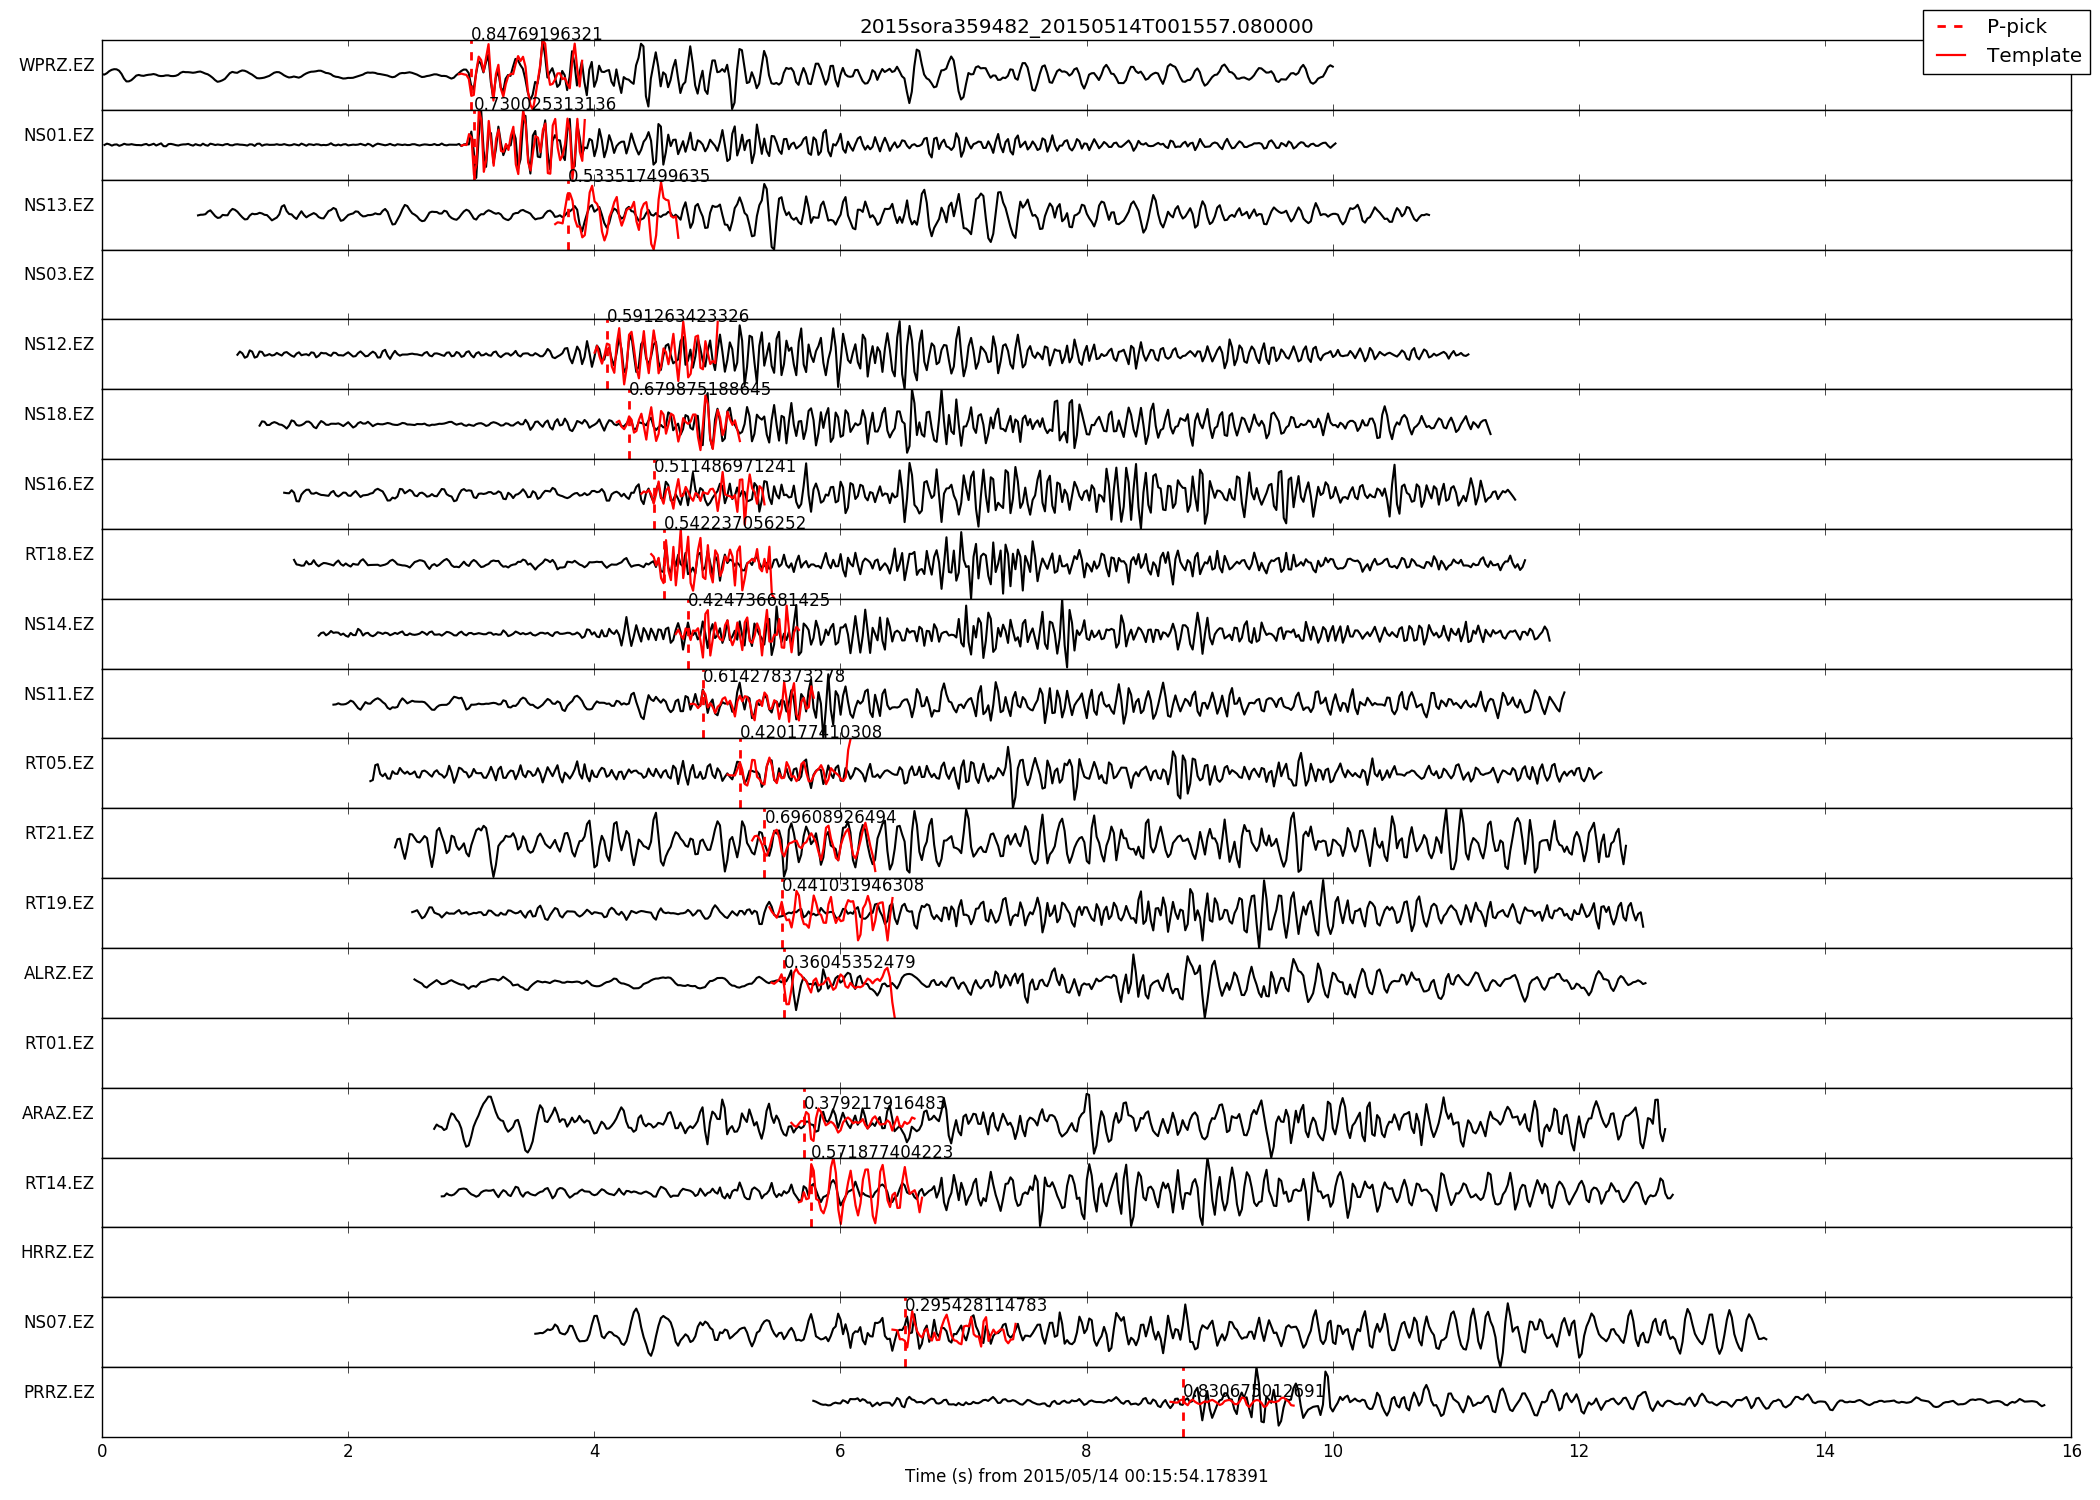 2015sora359482_20150514T001557.080000
P-pick
Template
WPRZ.EZ
0.84769196321
NS01.EZ
0.730025313136
NS13.EZ
0.533517499635
NS03.EZ
NS12.EZ
0.591263423326
NS18.EZ
0.679875188645
NS16.EZ
0.511486971241
RT18.EZ
0.542237056252
NS14.EZ
0.424736681425
NS11.EZ
0.614278373278
RT05.EZ
0.420177410308
RT21.EZ
0.69608926494
RT19.EZ
0.441031946308
ALRZ.EZ
0.36045352479
RT01.EZ
ARAZ.EZ
0.379217916483
RT14.EZ
0.571877404223
HRRZ.EZ
NS07.EZ
0.295428114783
PRRZ.EZ
0.830675012691
0 2 4 6 8 10 12 14 16
Time (s) from 2015/05/14 00:15:54.178391